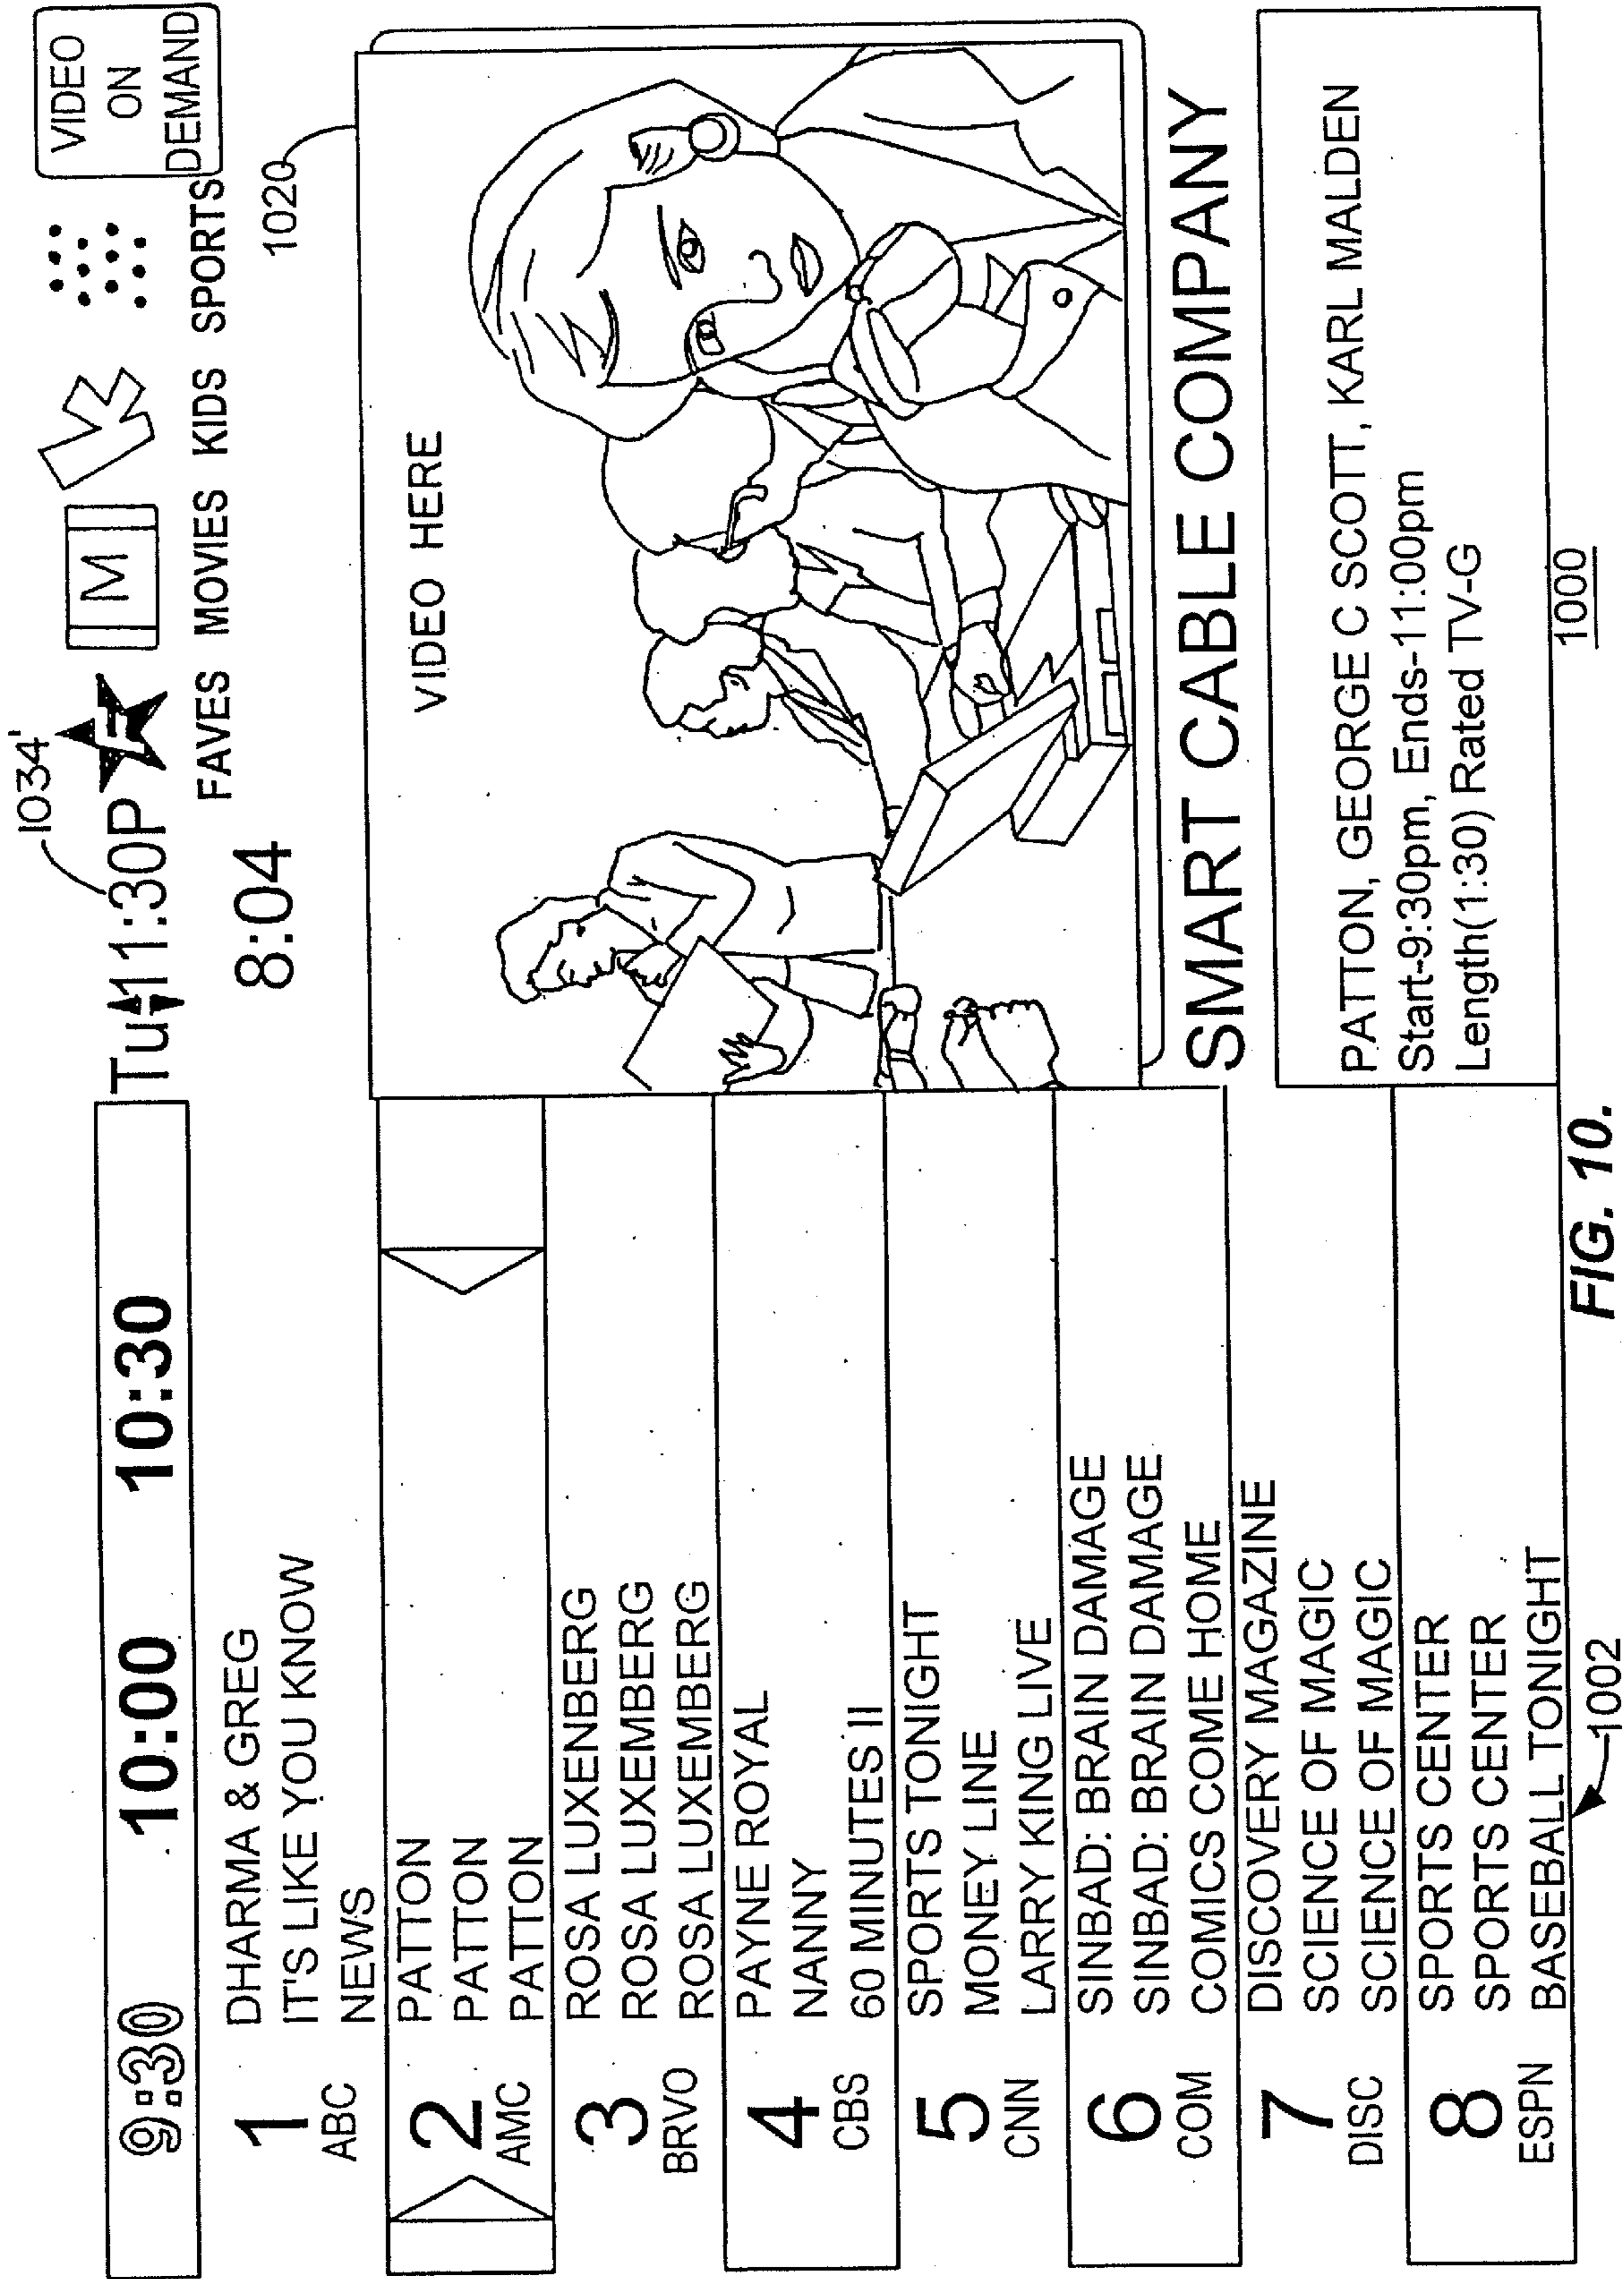 9:30 10:00 10:30
Tu 11:30P
1034'
F
M
K
VIDEO
ON
DEMAND
FAVES MOVIES KIDS SPORTS
8:04
1020
1
ABC
DHARMA & GREG
IT'S LIKE YOU KNOW
NEWS
2
AMC
PATTON
PATTON
PATTON
3
BRVO
ROSA LUXENBERG
ROSA LUXEMBERG
ROSA LUXEMBERG
4
CBS
PAYNE ROYAL
NANNY
60 MINUTES II
5
CNN
SPORTS TONIGHT
MONEY LINE
LARRY KING LIVE
6
COM
SINBAD: BRAIN DAMAGE
SINBAD: BRAIN DAMAGE
COMICS COME HOME
7
DISC
DISCOVERY MAGAZINE
SCIENCE OF MAGIC
SCIENCE OF MAGIC
8
ESPN
SPORTS CENTER
SPORTS CENTER
BASEBALL TONIGHT
VIDEO HERE
SMART CABLE COMPANY
PATTON, GEORGE C SCOTT, KARL MALDEN
Start-9:30pm, Ends-11:00pm
Length(1:30) Rated TV-G
1002
1000
FIG. 10.